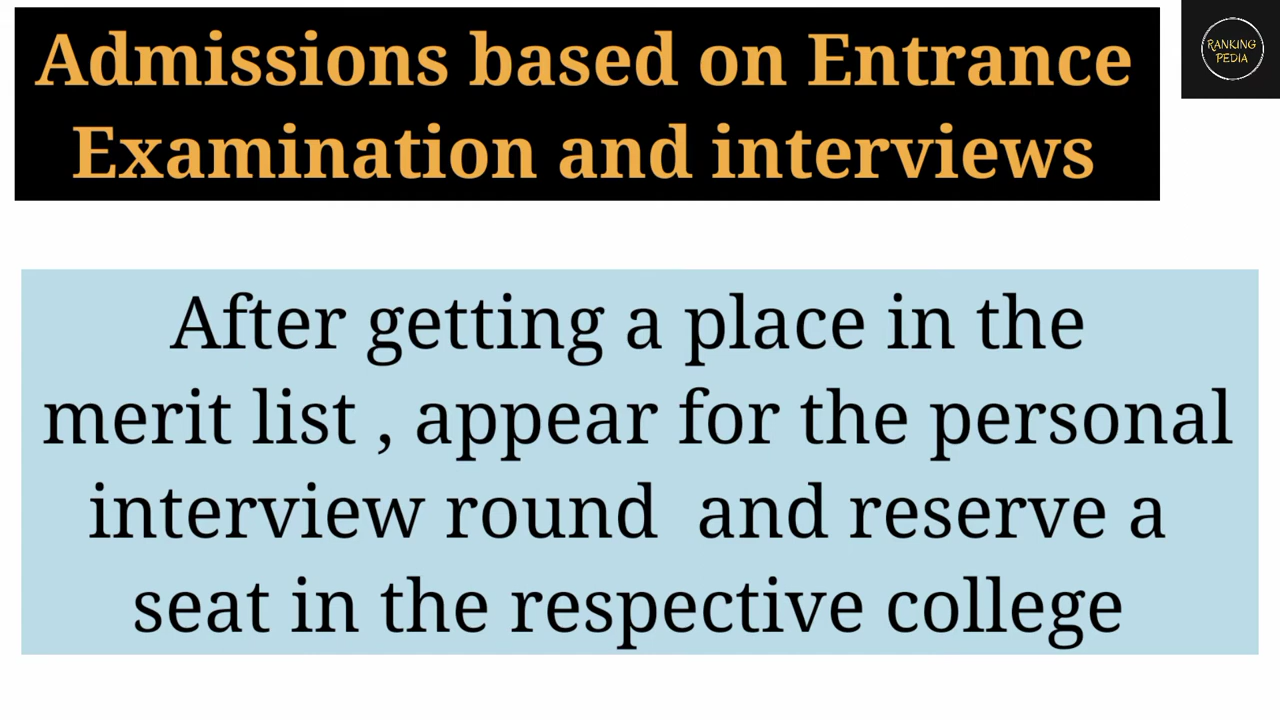 Admissions based on Entrance
Examination and interviews
RANKING
PEDIA
After getting a place in the
merit list , appear for the personal
interview round  and reserve a
seat in the respective college